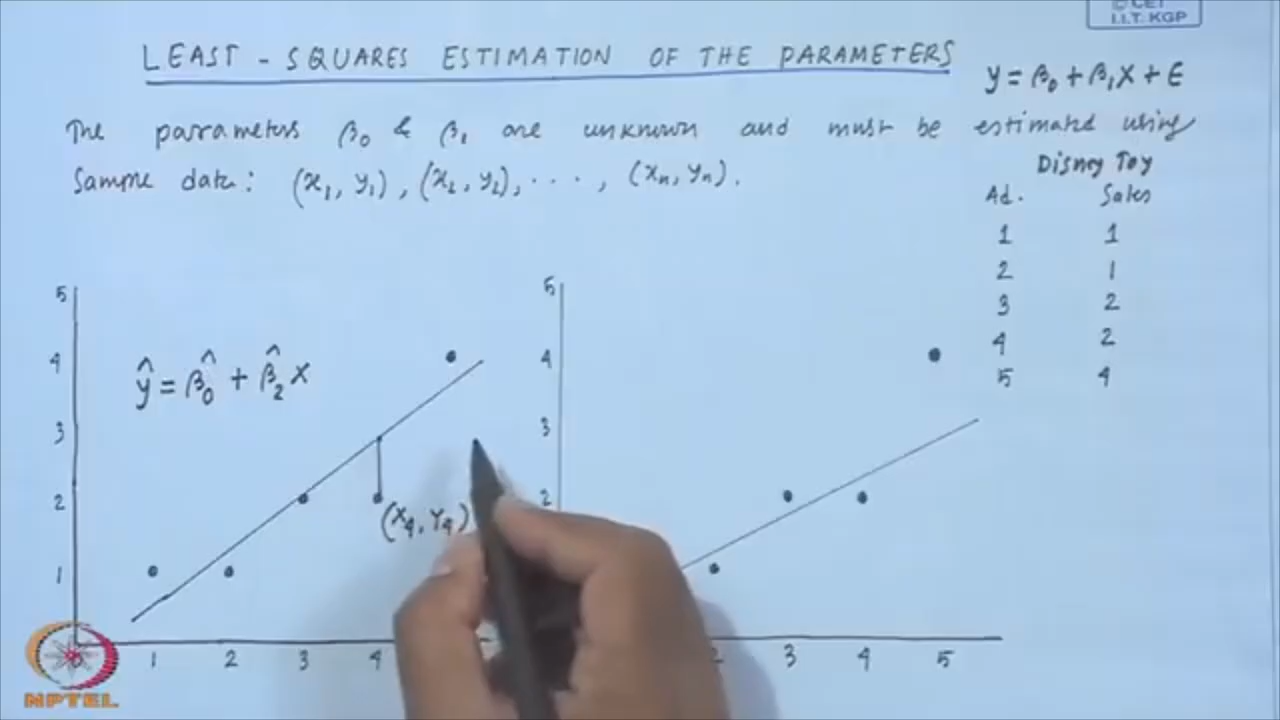 © CET
I.I.T. KGP
LEAST - SQUARES ESTIMATION OF THE PARAMETERS
y = β₀ + β₁X + ϵ
The parameters β₀ & β₁ are unknown and must be estimated using
Sample data : (x₁, y₁), (x₂, y₂), · · · , (xₙ, yₙ).
Disney Toy
Ad. Sales
1 1
2 1
3 2
4 2
5 4
5
4
3
2
1
0 1 2 3 4
ŷ = β̂₀ + β̂₂ X
(X₄, Y₄)
5
4
3
2
2 3 4 5
NPTEL